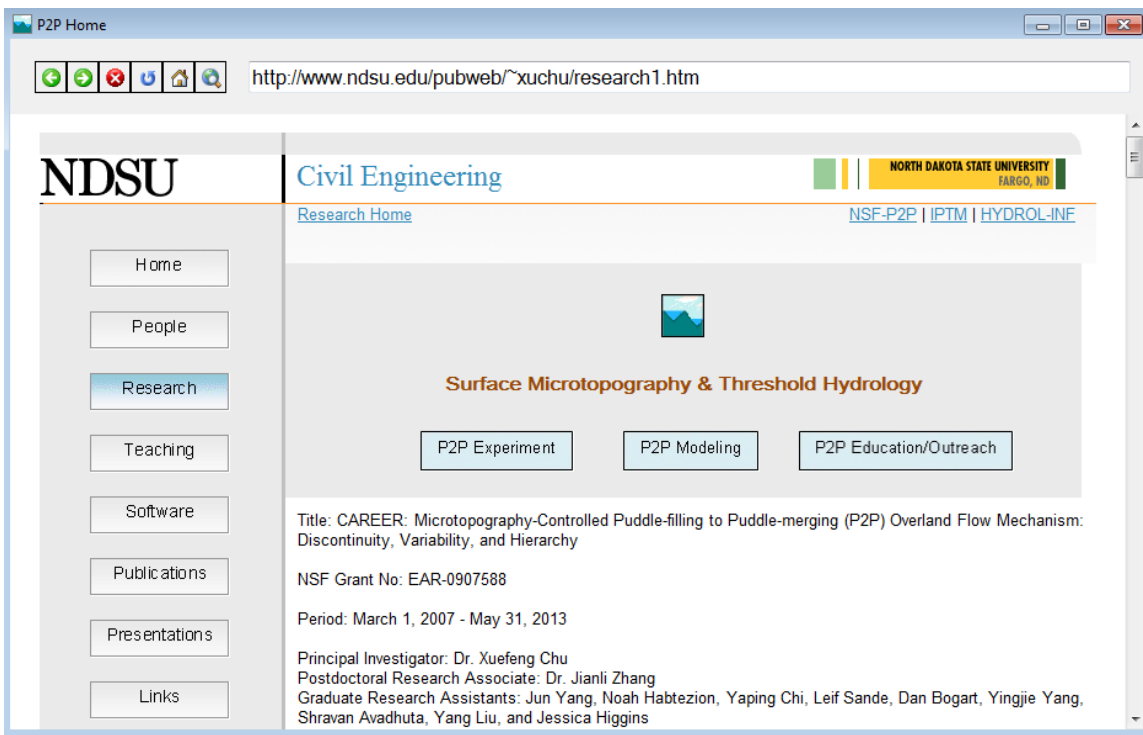 P2P Home
http://www.ndsu.edu/pubweb/~xuchu/research1.htm
NDSU
Civil Engineering
NORTH DAKOTA STATE UNIVERSITY
FARGO, ND
Research Home
NSF-P2P | IPTM | HYDROL-INF
Home
People
Research
Teaching
Software
Publications
Presentations
Links
Surface Microtopography & Threshold Hydrology
P2P Experiment
P2P Modeling
P2P Education/Outreach
Title: CAREER: Microtopography-Controlled Puddle-filling to Puddle-merging (P2P) Overland Flow Mechanism:
Discontinuity, Variability, and Hierarchy
NSF Grant No: EAR-0907588
Period: March 1, 2007 - May 31, 2013
Principal Investigator: Dr. Xuefeng Chu
Postdoctoral Research Associate: Dr. Jianli Zhang
Graduate Research Assistants: Jun Yang, Noah Habtezion, Yaping Chi, Leif Sande, Dan Bogart, Yingjie Yang,
Shravan Avadhuta, Yang Liu, and Jessica Higgins